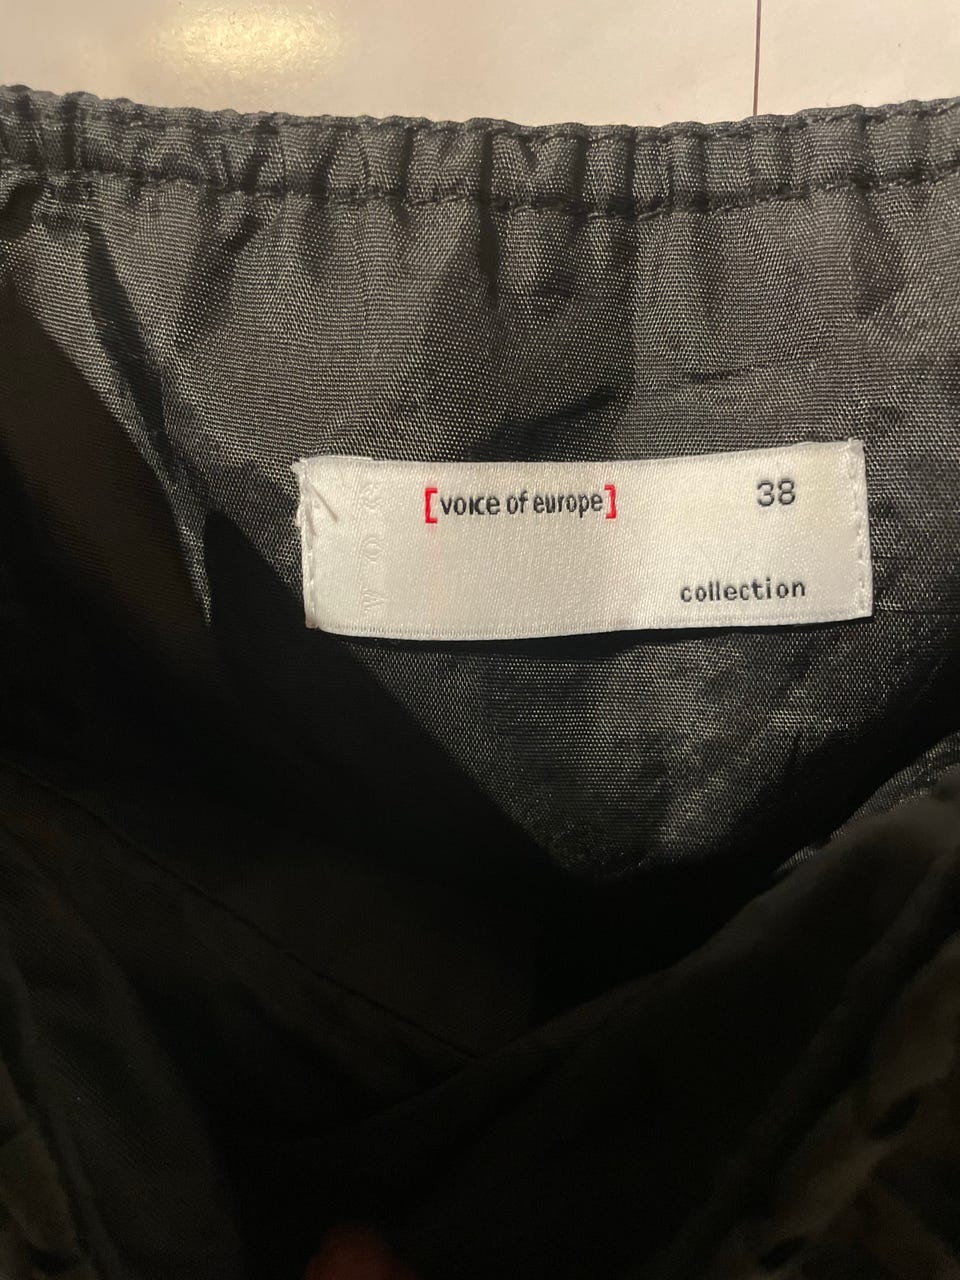 [voice of europe]
38
collection